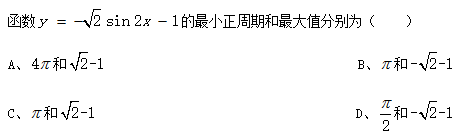 函数 y = -√2 sin 2x - 1的最小正周期和最大值分别为（　　）
A、4π和√2-1 B、π和-√2-1
C、π和√2-1 D、π/2和-√2-1